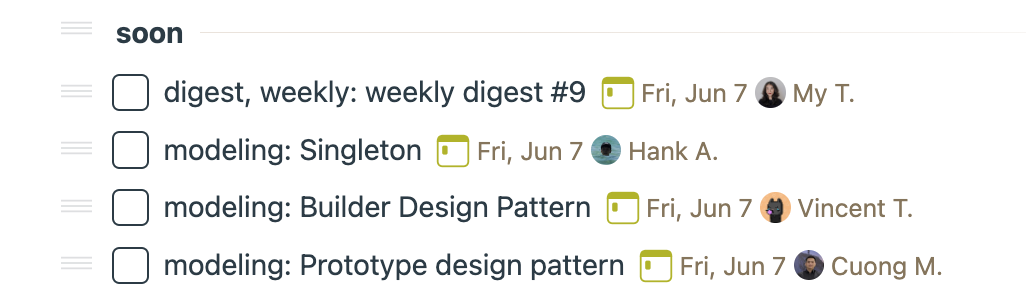 soon
digest, weekly: weekly digest #9 Fri, Jun 7 My T.
modeling: Singleton Fri, Jun 7 Hank A.
modeling: Builder Design Pattern Fri, Jun 7 Vincent T.
modeling: Prototype design pattern Fri, Jun 7 Cuong M.